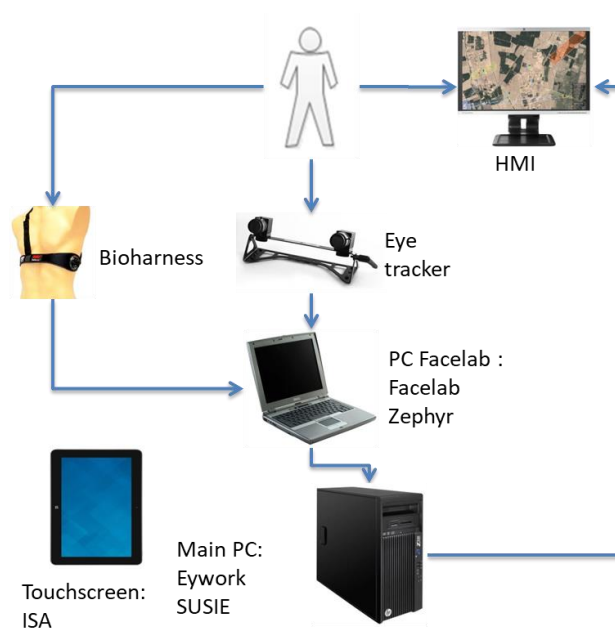 HMI
Bioharness
Eye
tracker
PC Facelab :
Facelab
Zephyr
Main PC:
Eywork
SUSIE
Touchscreen:
ISA